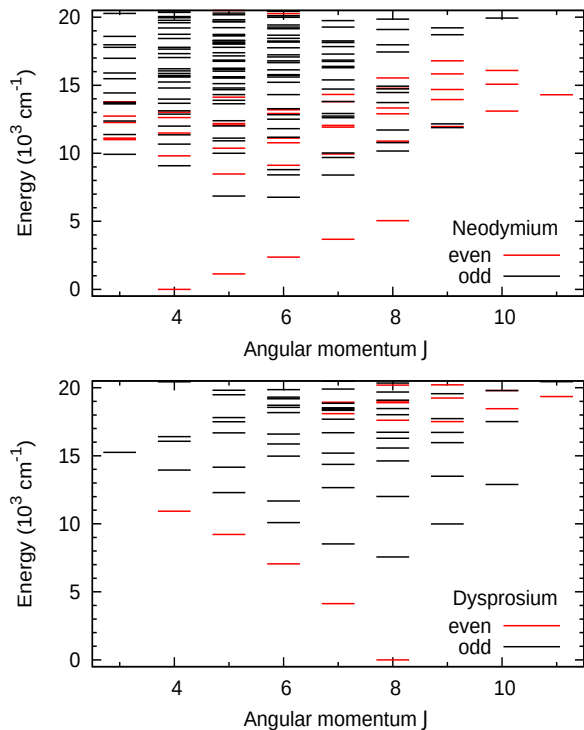 20
15
10
5
0
Energy (10³ cm⁻¹)
Neodymium
even
odd
4 6 8 10
Angular momentum J
20
15
10
5
0
Energy (10³ cm⁻¹)
Dysprosium
even
odd
4 6 8 10
Angular momentum J